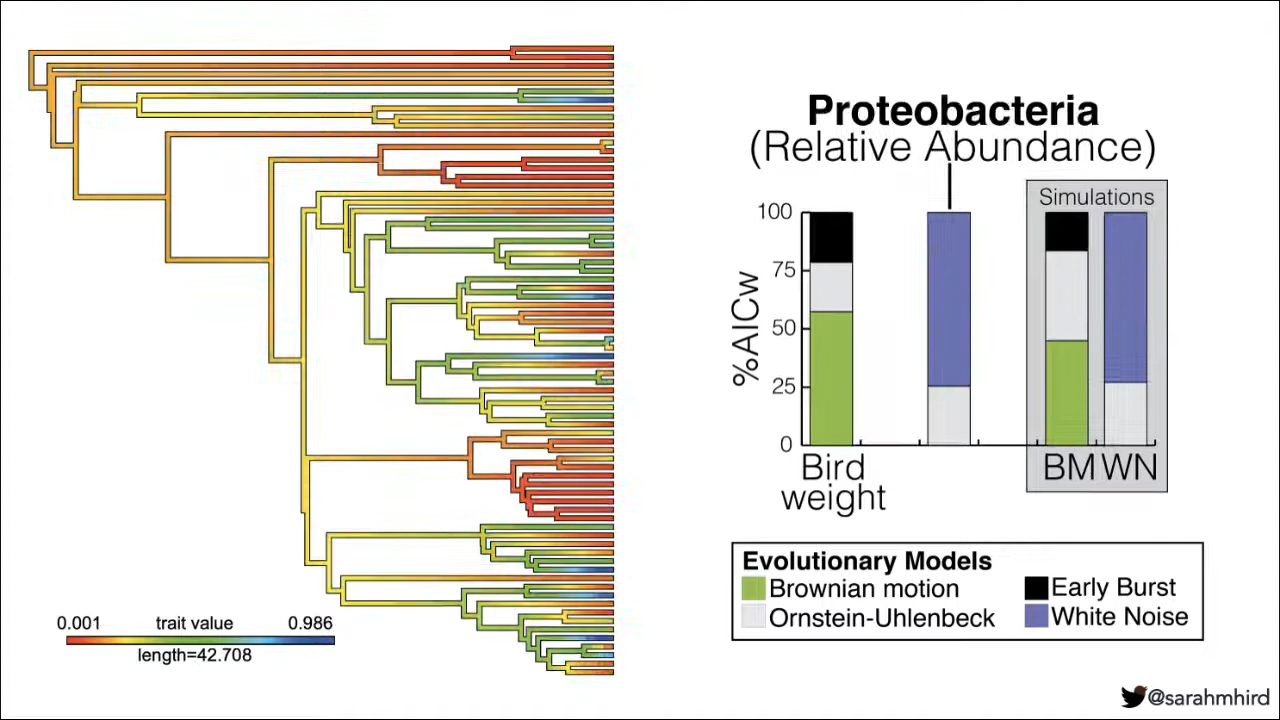 Proteobacteria
(Relative Abundance)
Simulations
100
75
50
25
0
%AICw
Bird
weight
BM WN
Evolutionary Models
Brownian motion
Early Burst
Ornstein-Uhlenbeck
White Noise
0.001 trait value 0.986
length=42.708
@sarahmhird